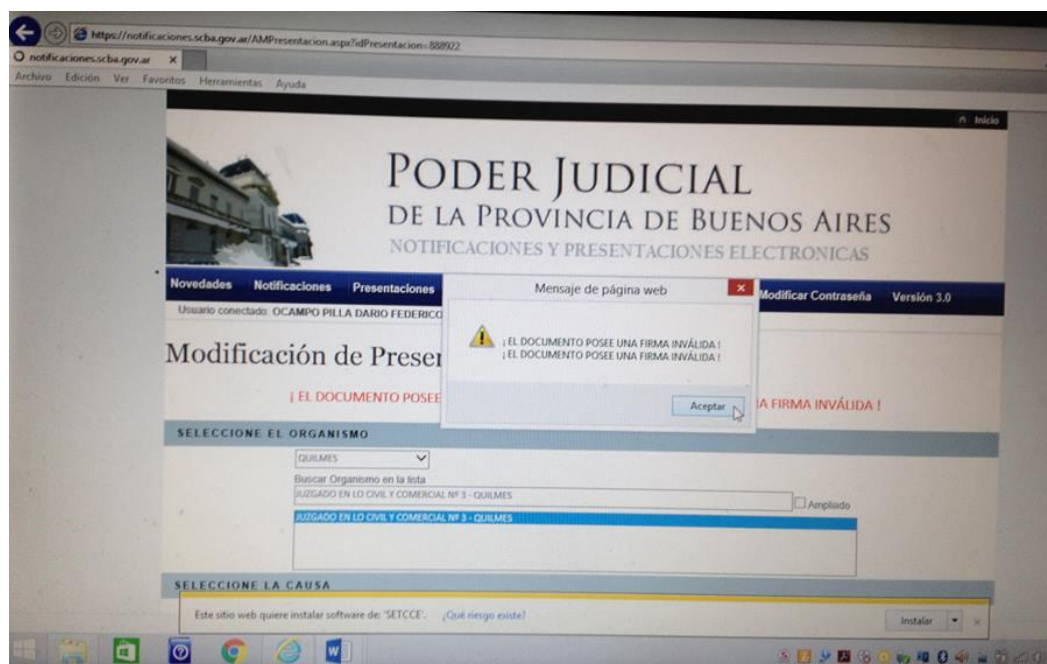 https://notificaciones.scba.gov.ar/AMPresentacion.aspx?idPresentacion=888922
notificaciones.scba.gov.ar X
Archivo Edición Ver Favoritos Herramientas Ayuda
Inicio
PODER JUDICIAL
DE LA PROVINCIA DE BUENOS AIRES
NOTIFICACIONES Y PRESENTACIONES ELECTRONICAS
Novedades Notificaciones Presentaciones Modificar Contraseña Versión 3.0
Usuario conectado: OCAMPO PILLA DARIO FEDERICO
Mensaje de página web
¡ EL DOCUMENTO POSEE UNA FIRMA INVÁLIDA !
¡ EL DOCUMENTO POSEE UNA FIRMA INVÁLIDA !
Aceptar
Modificación de Presen
¡ EL DOCUMENTO POSEE A FIRMA INVÁLIDA !
SELECCIONE EL ORGANISMO
QUILMES
Buscar Organismo en la lista
JUZGADO EN LO CIVIL Y COMERCIAL Nº 3 - QUILMES
Ampliado
JUZGADO EN LO CIVIL Y COMERCIAL Nº 3 - QUILMES
SELECCIONE LA CAUSA
Este sitio web quiere instalar software de: 'SETCCE'. ¿Qué riesgo existe? Instalar